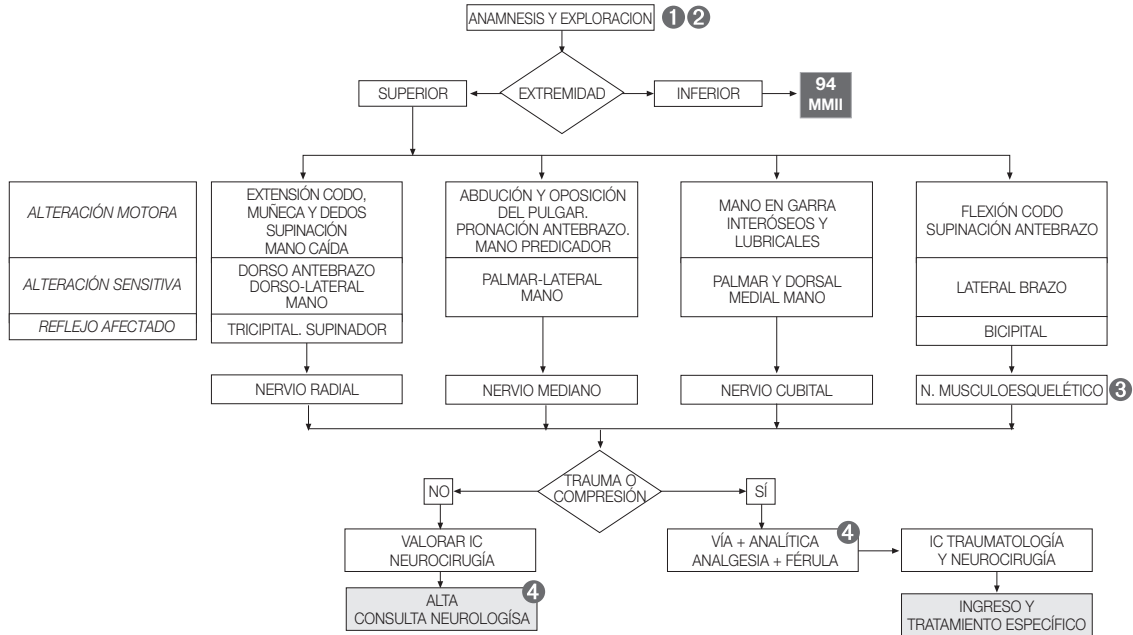 ANAMNESIS Y EXPLORACION 1 2
SUPERIOR
EXTREMIDAD
INFERIOR
94
MMII
ALTERACIÓN MOTORA
EXTENSIÓN CODO,
MUÑECA Y DEDOS
SUPINACIÓN
MANO CAÍDA
ABDUCIÓN Y OPOSICIÓN
DEL PULGAR.
PRONACIÓN ANTEBRAZO.
MANO PREDICADOR
MANO EN GARRA
INTERÓSEOS Y
LUBRICALES
FLEXIÓN CODO
SUPINACIÓN ANTEBRAZO
ALTERACIÓN SENSITIVA
DORSO ANTEBRAZO
DORSO-LATERAL
MANO
PALMAR-LATERAL
MANO
PALMAR Y DORSAL
MEDIAL MANO
LATERAL BRAZO
REFLEJO AFECTADO
TRICIPITAL. SUPINADOR
BICIPITAL
NERVIO RADIAL
NERVIO MEDIANO
NERVIO CUBITAL
N. MUSCULOESQUELÉTICO 3
TRAUMA O
COMPRESIÓN
NO
SÍ
VALORAR IC
NEUROCIRUGÍA
VÍA + ANALÍTICA 4
ANALGESIA + FÉRULA
IC TRAUMATOLOGÍA
Y NEUROCIRUGÍA
ALTA 4
CONSULTA NEUROLOGÍSA
INGRESO Y
TRATAMIENTO ESPECÍFICO